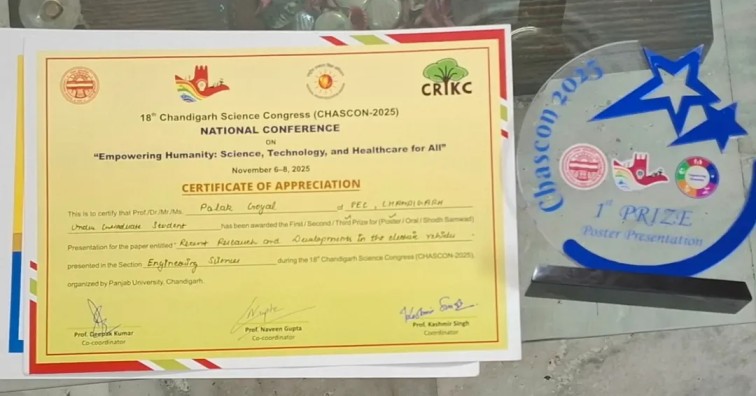 CRIKC
18th Chandigarh Science Congress (CHASCON-2025)
NATIONAL CONFERENCE
ON
"Empowering Humanity: Science, Technology, and Healthcare for All"
November 6–8, 2025
CERTIFICATE OF APPRECIATION
This is to certify that Prof./Dr./Mr./Ms. Palak Goyal of PEC, CHANDIGARH
Under Graduate Student has been awarded the First / Second / Third Prize for (Poster / Oral / Shodh Samwad)
Presentation for the paper entitled Recent Research and Developments in the electric vehicles
presented in the Section Engineering Sciences during the 18th Chandigarh Science Congress (CHASCON-2025),
organized by Panjab University, Chandigarh.
Prof. Deepak Kumar
Co-coordinator
Prof. Naveen Gupta
Co-coordinator
Prof. Kashmir Singh
Coordinator
Chascon 2025
1st PRIZE
Poster Presentation